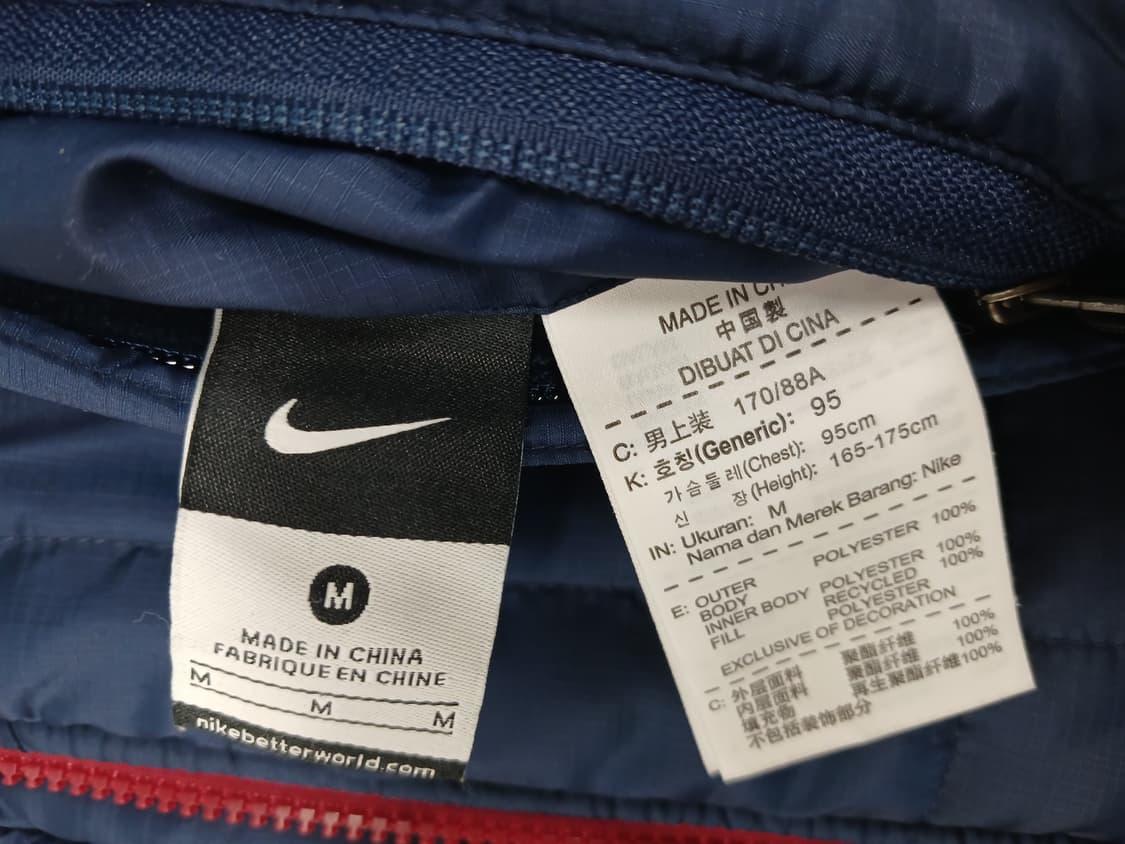 M
MADE IN CHINA
FABRIQUE EN CHINE
M
M
M
nikebetterworld.com
MADE IN
中国製
DIBUAT DI CINA
C: 男上装 170/88A
K: 호칭(Generic): 95
가슴둘레(Chest): 95cm
신 장(Height): 165-175cm
IN: Ukuran: M
Nama dan Merek Barang: Nike
E: OUTER POLYESTER 100%
BODY
INNER BODY POLYESTER 100%
FILL RECYCLED 100%
POLYESTER
EXCLUSIVE OF DECORATION
C: 外层面料 聚酯纤维 100%
内层面料 聚酯纤维 100%
填充物 再生聚酯纤维100%
不包括装饰部分